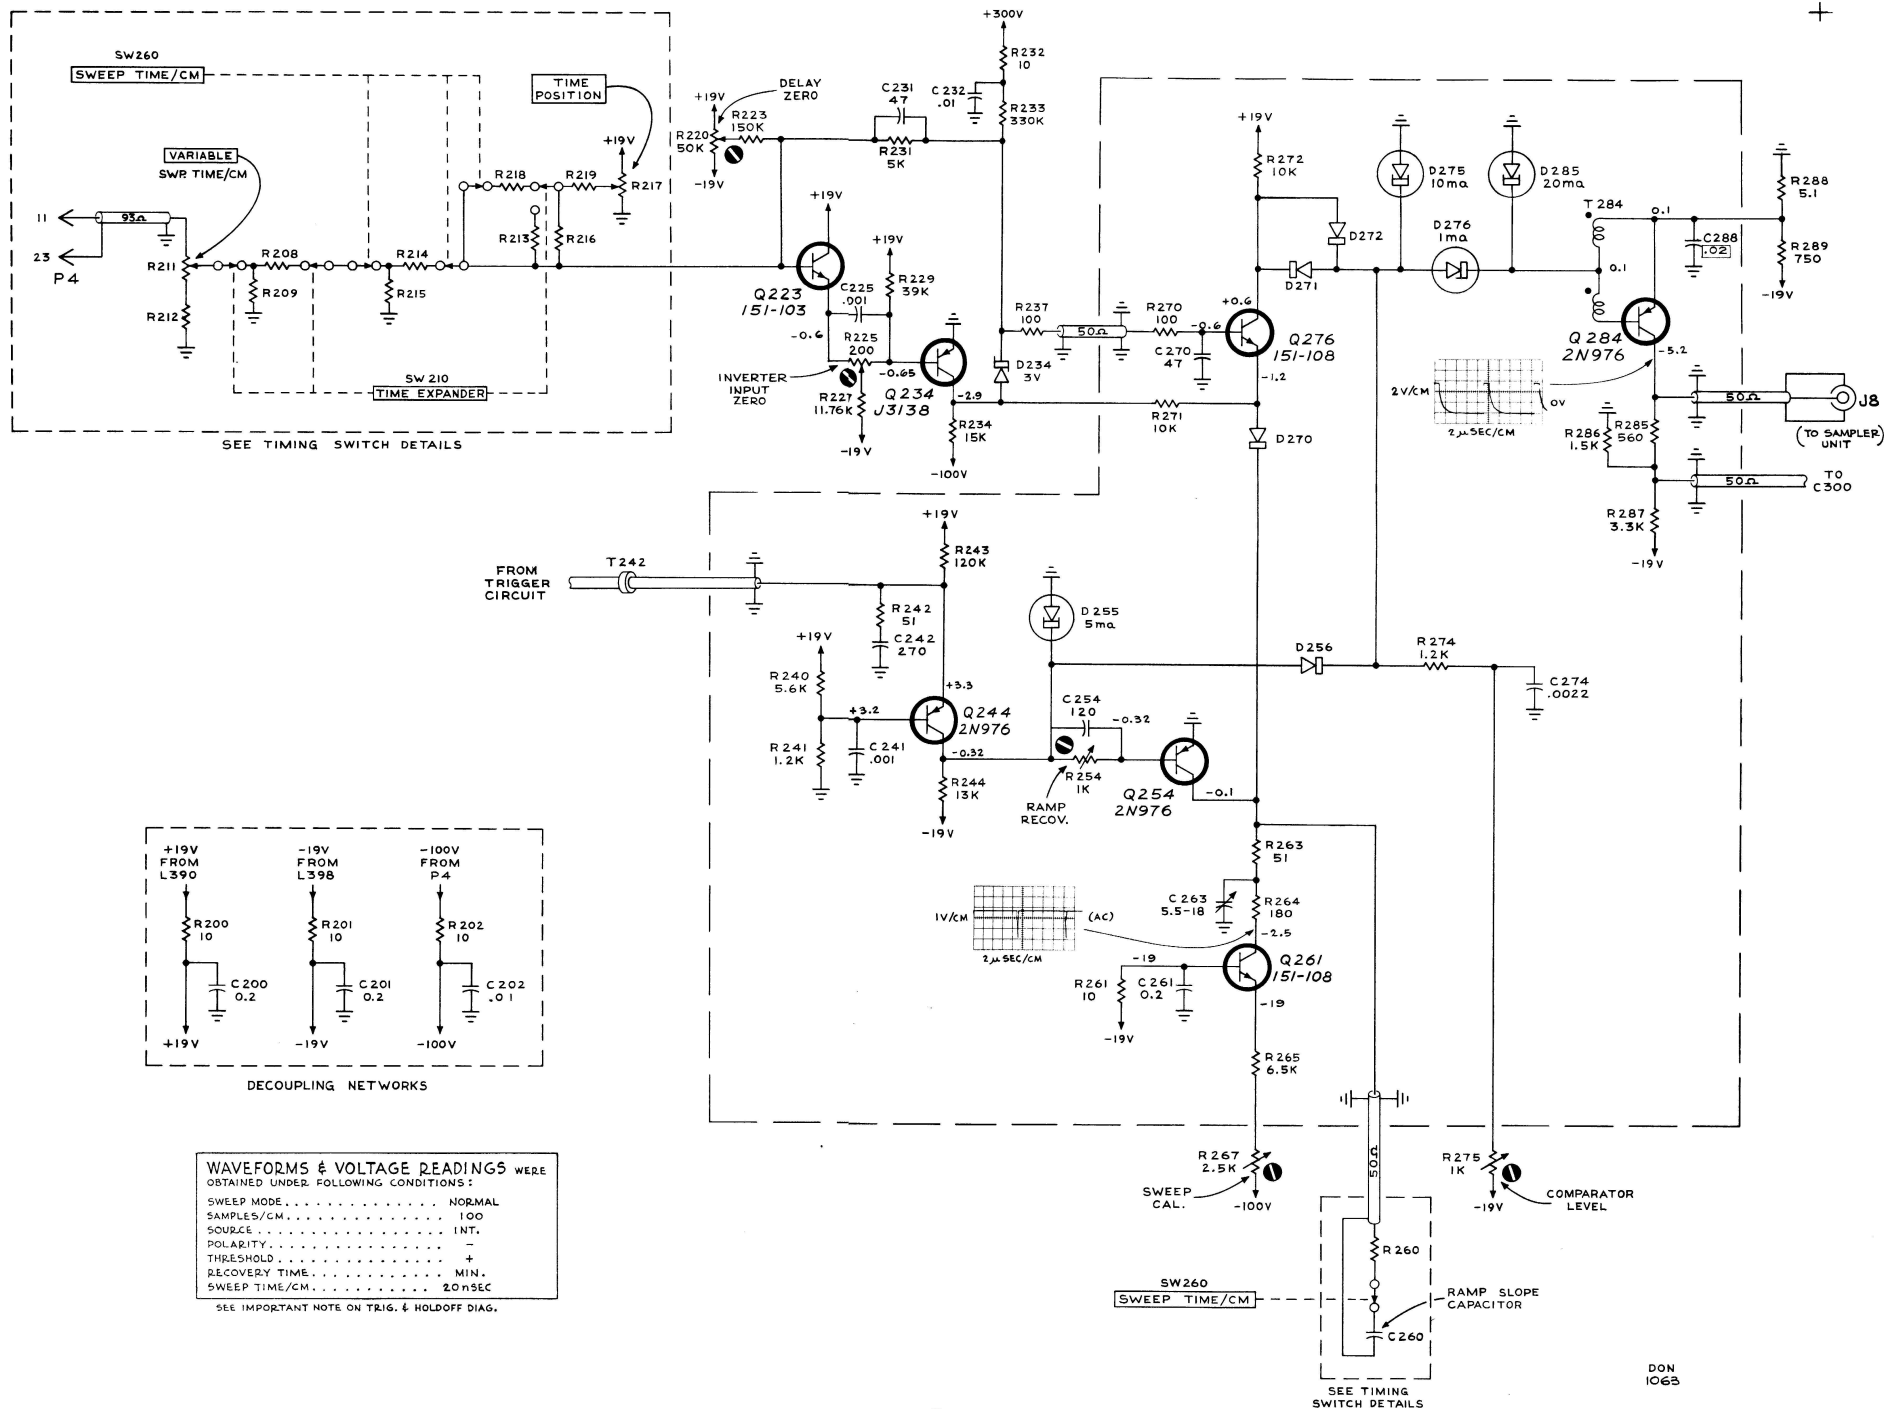 SW260
SWEEP TIME/CM
VARIABLE
SWP. TIME/CM
TIME
POSITION
+19V
R217
R218
R219
R213
R216
11
93Ω
23
P4
R211
R208
R209
R212
R214
R215
SW 210
TIME EXPANDER
SEE TIMING SWITCH DETAILS
+300V
R232
10
C232
.01
R233
330K
DELAY
ZERO
+19V
R220
50K
-19V
R223
150K
C231
47
R231
5K
+19V
Q223
151-103
-0.6
C225
.001
+19V
R229
39K
R225
200
-0.65
INVERTER
INPUT
ZERO
R227
11.76K
-19V
Q234
J3138
-2.9
R234
15K
-100V
D234
3V
R237
100
50Ω
R270
100
-0.6
C270
47
R271
10K
+19V
R272
10K
D272
D271
+0.6
Q276
151-108
-1.2
D270
D275
10ma
D285
20ma
D276
1ma
T284
0.1
0.1
C288
.02
R288
5.1
R289
750
-19V
Q284
2N976
-5.2
2V/CM
0V
2µSEC/CM
50Ω
J8
(TO SAMPLER
UNIT)
R286
1.5K
R285
560
50Ω
TO
C300
R287
3.3K
-19V
FROM
TRIGGER
CIRCUIT
T242
+19V
R243
120K
R242
51
C242
270
+19V
R240
5.6K
+3.2
R241
1.2K
C241
.001
+3.3
Q244
2N976
-0.32
R244
13K
-19V
D255
5ma
C254
120
-0.32
R254
1K
RAMP
RECOV.
Q254
2N976
-0.1
D256
R274
1.2K
C274
.0022
R263
51
C263
5.5-18
R264
180
-2.5
1V/CM
(AC)
2µSEC/CM
Q261
151-108
-19
-19
R261
10
-19V
C261
0.2
R265
6.5K
R267
2.5K
SWEEP
CAL.
-100V
50Ω
R275
1K
-19V
COMPARATOR
LEVEL
R260
SW260
SWEEP TIME/CM
RAMP SLOPE
CAPACITOR
C260
SEE TIMING
SWITCH DETAILS
+19V
FROM
L390
R200
10
C200
0.2
+19V
-19V
FROM
L398
R201
10
C201
0.2
-19V
-100V
FROM
P4
R202
10
C202
.01
-100V
DECOUPLING NETWORKS
WAVEFORMS & VOLTAGE READINGS WERE
OBTAINED UNDER FOLLOWING CONDITIONS:
SWEEP MODE . . . . . . . . . . . . . NORMAL
SAMPLES/CM . . . . . . . . . . . . . 100
SOURCE . . . . . . . . . . . . . . . INT.
POLARITY . . . . . . . . . . . . . . -
THRESHOLD . . . . . . . . . . . . . +
RECOVERY TIME . . . . . . . . . . . MIN.
SWEEP TIME/CM . . . . . . . . . . . 20nSEC
SEE IMPORTANT NOTE ON TRIG. & HOLDOFF DIAG.
DON
1063